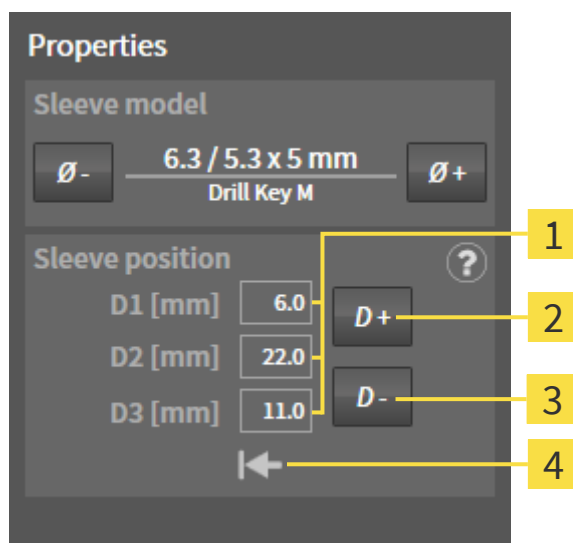 Properties
Sleeve model
Ø - 6.3 / 5.3 x 5 mm Ø +
Drill Key M
Sleeve position ?
1
D1 [mm] 6.0 D + 2
D2 [mm] 22.0
D3 [mm] 11.0 D - 3
4